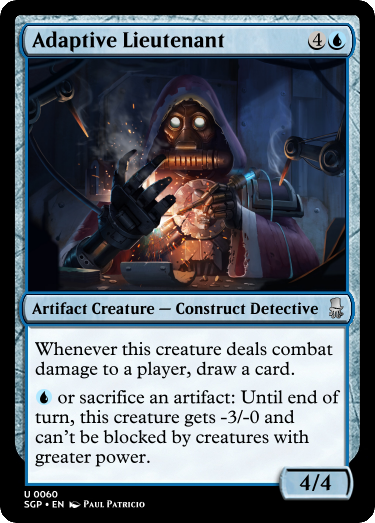 Adaptive Lieutenant 4
Artifact Creature — Construct Detective
Whenever this creature deals combat
damage to a player, draw a card.
or sacrifice an artifact: Until end of
turn, this creature gets -3/-0 and
can't be blocked by creatures with
greater power.
4/4
U 0060
SGP • EN Paul Patricio